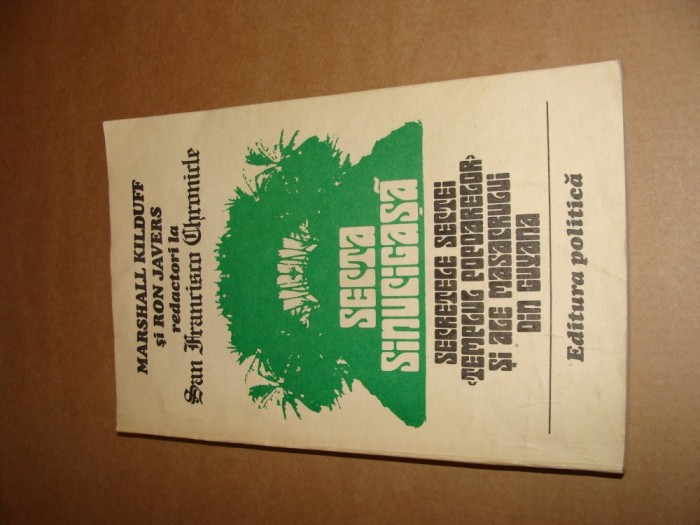 MARSHALL KILDUFF
și RON JAVERS
redactori la
San Francisco Chronicle
SECTA
SINUCIGAȘĂ
SECRETELE SECTEI
‹TEMPLUL POPOARELOR›
ȘI ALE MASACRULUI
DIN GUYANA
Editura politică